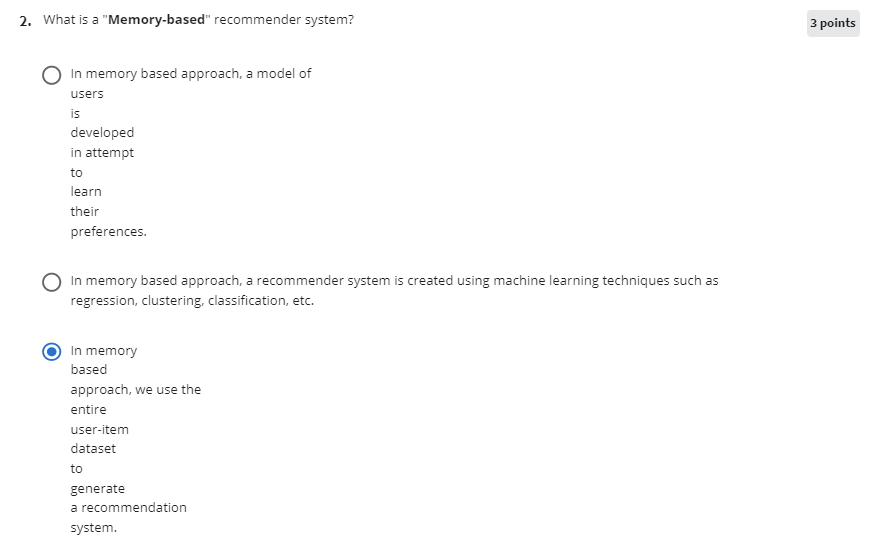 2. What is a "Memory-based" recommender system?
3 points
In memory based approach, a model of
users
is
developed
in attempt
to
learn
their
preferences.
In memory based approach, a recommender system is created using machine learning techniques such as
regression, clustering, classification, etc.
In memory
based
approach, we use the
entire
user-item
dataset
to
generate
a recommendation
system.